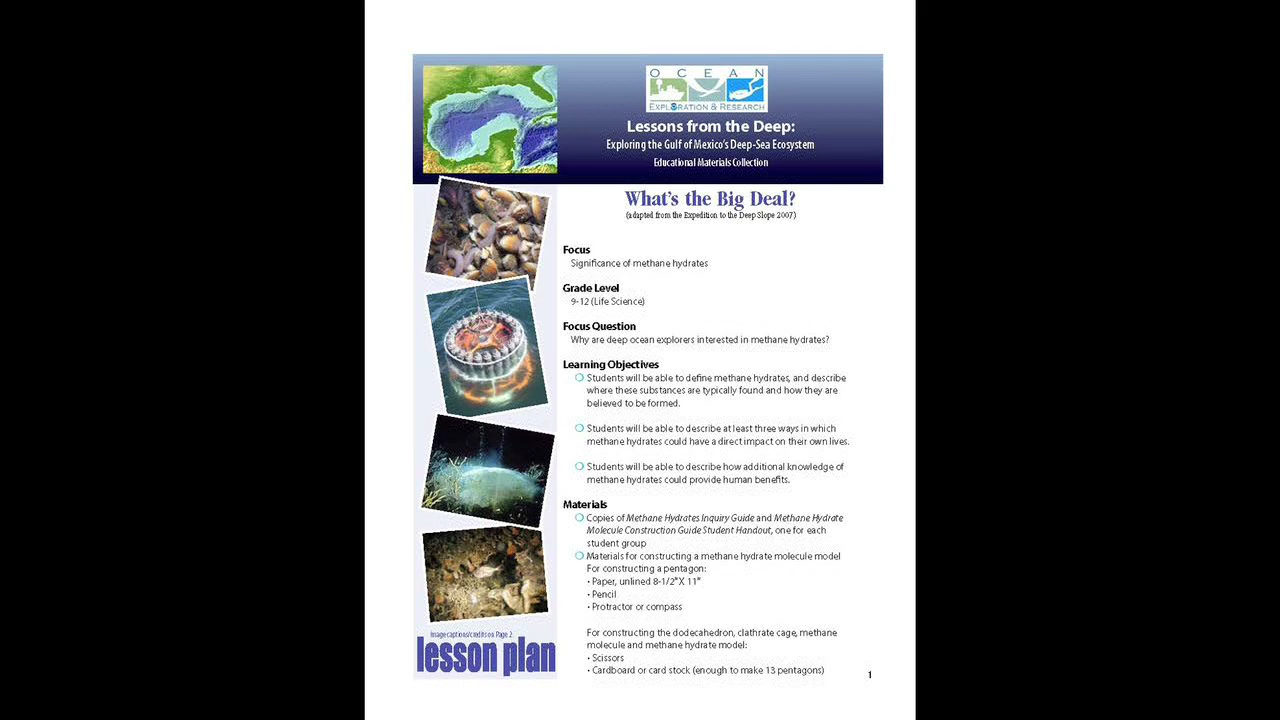 OCEAN
EXPLORATION & RESEARCH
Lessons from the Deep:
Exploring the Gulf of Mexico's Deep-Sea Ecosystem
Educational Materials Collection
What's the Big Deal?
(adapted from the Expedition to the Deep Slope 2007)
Focus
Significance of methane hydrates
Grade Level
9-12 (Life Science)
Focus Question
Why are deep ocean explorers interested in methane hydrates?
Learning Objectives
Students will be able to define methane hydrates, and describe
where these substances are typically found and how they are
believed to be formed.
Students will be able to describe at least three ways in which
methane hydrates could have a direct impact on their own lives.
Students will be able to describe how additional knowledge of
methane hydrates could provide human benefits.
Materials
Copies of Methane Hydrates Inquiry Guide and Methane Hydrate
Molecule Construction Guide Student Handout, one for each
student group
Materials for constructing a methane hydrate molecule model
For constructing a pentagon:
• Paper, unlined 8-1/2" X 11"
• Pencil
• Protractor or compass
For constructing the dodecahedron, clathrate cage, methane
molecule and methane hydrate model:
• Scissors
• Cardboard or card stock (enough to make 13 pentagons)
Image captions/credits on Page 2.
lesson plan
1